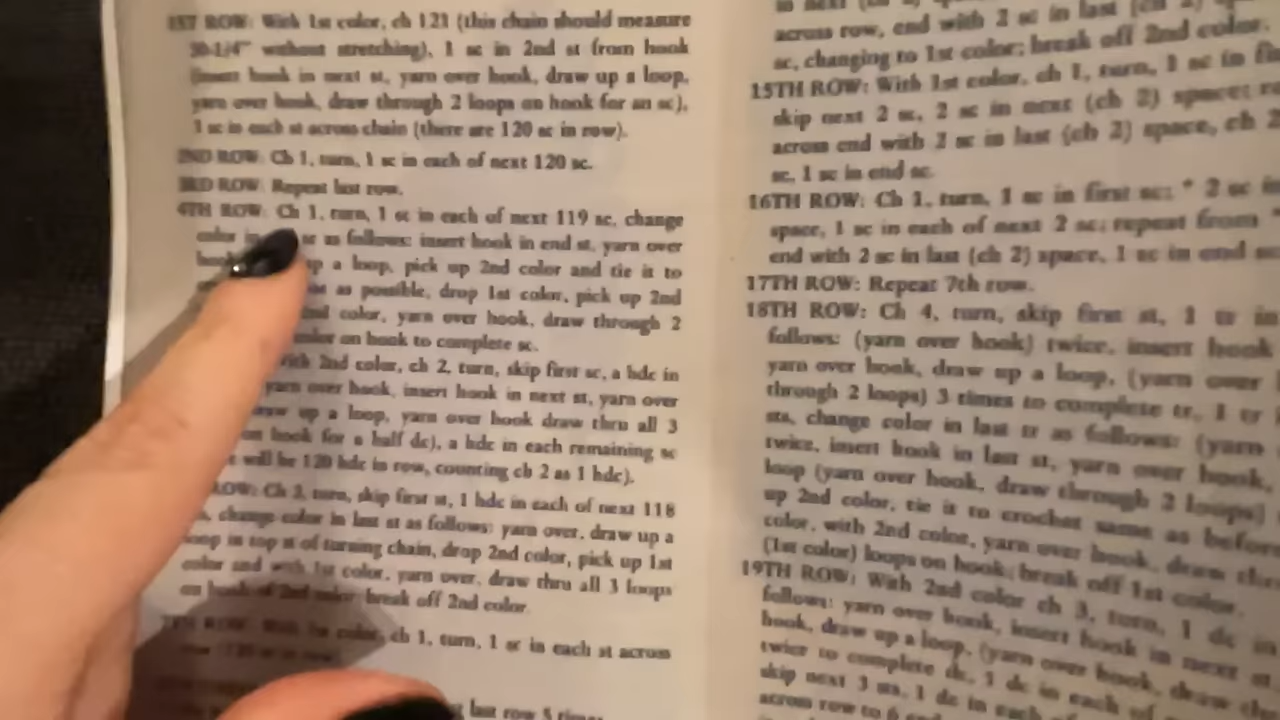 1ST ROW: With 1st color, ch 121 (this chain should measure
30-1/4" without stretching), 1 sc in 2nd st from hook
(insert hook in next st, yarn over hook, draw up a loop,
yarn over hook, draw through 2 loops on hook for an sc),
1 sc in each st across chain (there are 120 sc in row).
2ND ROW: Ch 1, turn, 1 sc in each of next 120 sc.
3RD ROW: Repeat last row.
4TH ROW: Ch 1, turn, 1 sc in each of next 119 sc, change
color in as follows: insert hook in end st, yarn over
up a loop, pick up 2nd color and tie it to
as possible, drop 1st color, pick up 2nd
color, yarn over hook, draw through 2
color on hook to complete sc.
2nd color, ch 2, turn, skip first sc, a hdc in
yarn over hook, insert hook in next st, yarn over
up a loop, yarn over hook draw thru all 3
on hook for a half dc), a hdc in each remaining sc
will be 120 hdc in row, counting ch 2 as 1 hdc).
ROW: Ch 2, turn, skip first st, 1 hdc in each of next 118
change color in last st as follows: yarn over, draw up a
loop in top st of turning chain, drop 2nd color, pick up 1st
color and with 1st color, yarn over, draw thru all 3 loops
on hook of 2nd color break off 2nd color.
ROW: With 1st color, ch 1, turn, 1 sc in each st across
last row 5 times
across row, end with 2 sc in last (ch 2)
sc, changing to 1st color; break off 2nd color.
15TH ROW: With 1st color, ch 1, turn, 1 sc in
skip next 2 sc, 2 sc in next (ch 2) space;
across end with 2 sc in last (ch 2) space, ch 2
sc, 1 sc in end sc.
16TH ROW: Ch 1, turn, 1 sc in first sc; * 2 sc in
space, 1 sc in each of next 2 sc; repeat from *
end with 2 sc in last (ch 2) space, 1 sc in end
17TH ROW: Repeat 7th row.
18TH ROW: Ch 4, turn, skip first st, 1 tr in
follows: (yarn over hook) twice, insert hook
yarn over hook, draw up a loop, (yarn over
through 2 loops) 3 times to complete tr, 1 tr
sts, change color in last tr as follows: (yarn
twice, insert hook in last st, yarn over hook,
loop (yarn over hook, draw through 2 loops)
up 2nd color, tie it to crochet same as before
color, with 2nd color, yarn over hook, draw
(1st color) loops on hook; break off 1st color.
19TH ROW: With 2nd color ch 3, turn, 1 dc in
follows: yarn over hook, insert hook in next st,
hook, draw up a loop, (yarn over hook, draw
twice to complete dc, 1 dc in each of
skip next 3 sts, 1 dc in each of
across row to 6